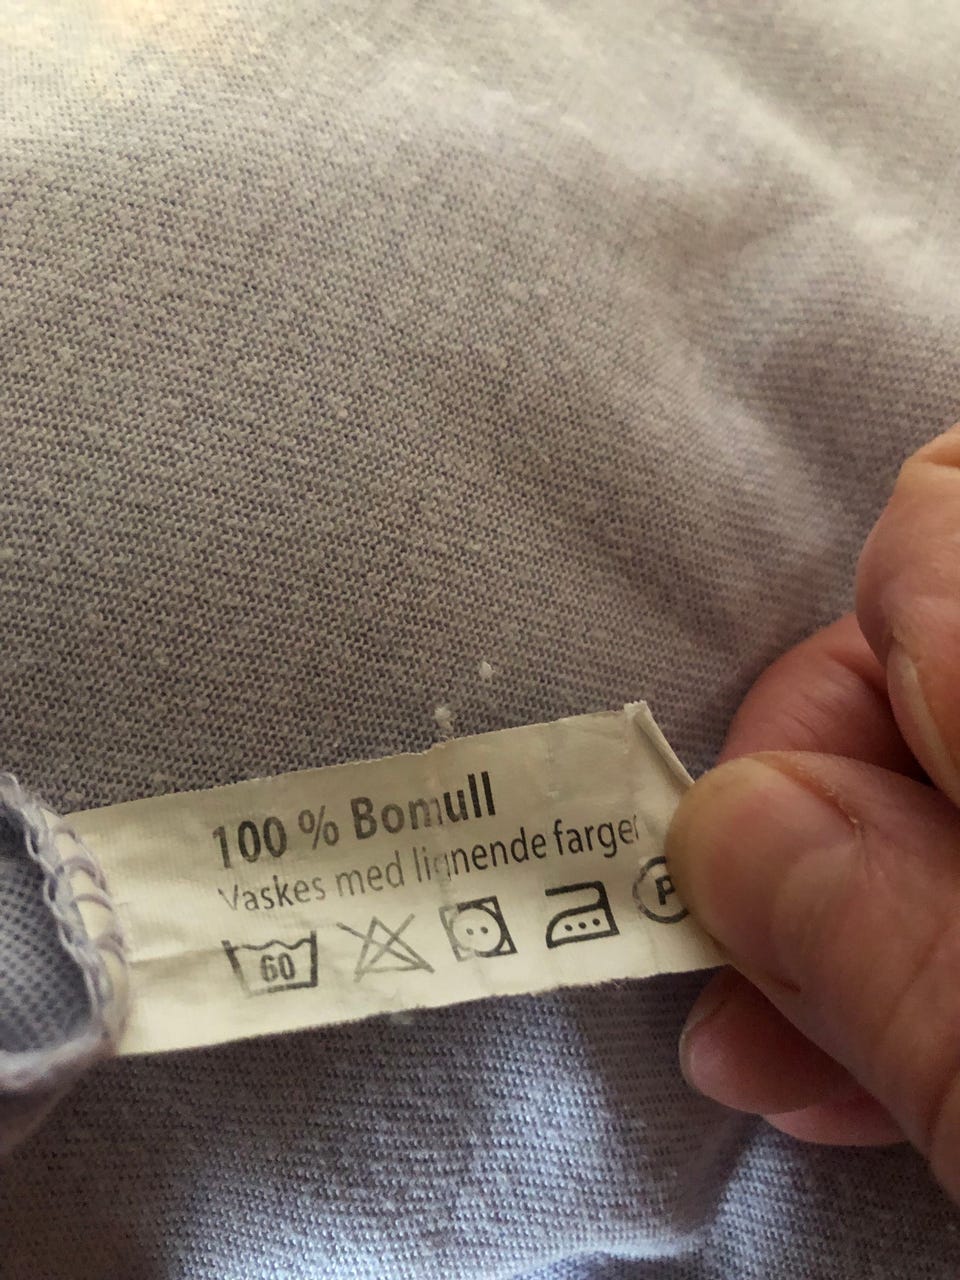 100 % Bomull
Vaskes med lignende farger
60
P